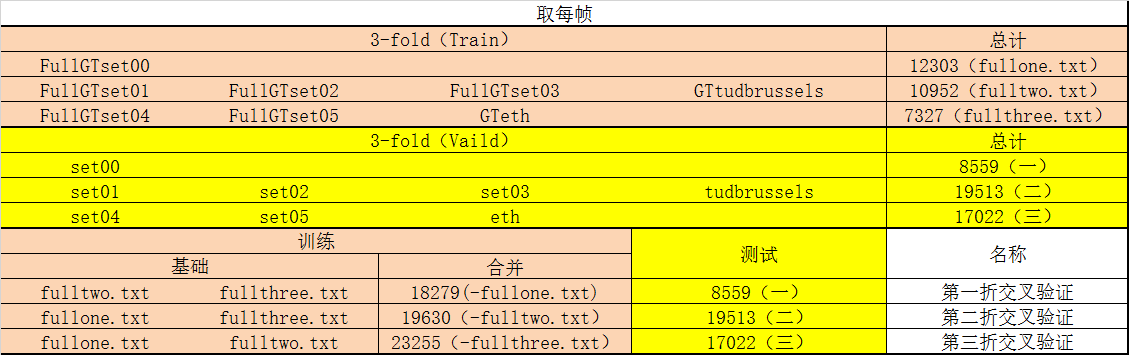 取每帧
3-fold（Train） 总计
FullGTset00 12303（fullone.txt）
FullGTset01 FullGTset02 FullGTset03 GTtudbrussels 10952（fulltwo.txt）
FullGTset04 FullGTset05 GTeth 7327（fullthree.txt）
3-fold（Vaild） 总计
set00 8559（一）
set01 set02 set03 tudbrussels 19513（二）
set04 set05 eth 17022（三）
训练 测试 名称
基础 合并
fulltwo.txt fullthree.txt 18279(-fullone.txt) 8559（一） 第一折交叉验证
fullone.txt fullthree.txt 19630（-fulltwo.txt） 19513（二） 第二折交叉验证
fullone.txt fulltwo.txt 23255（-fullthree.txt） 17022（三） 第三折交叉验证